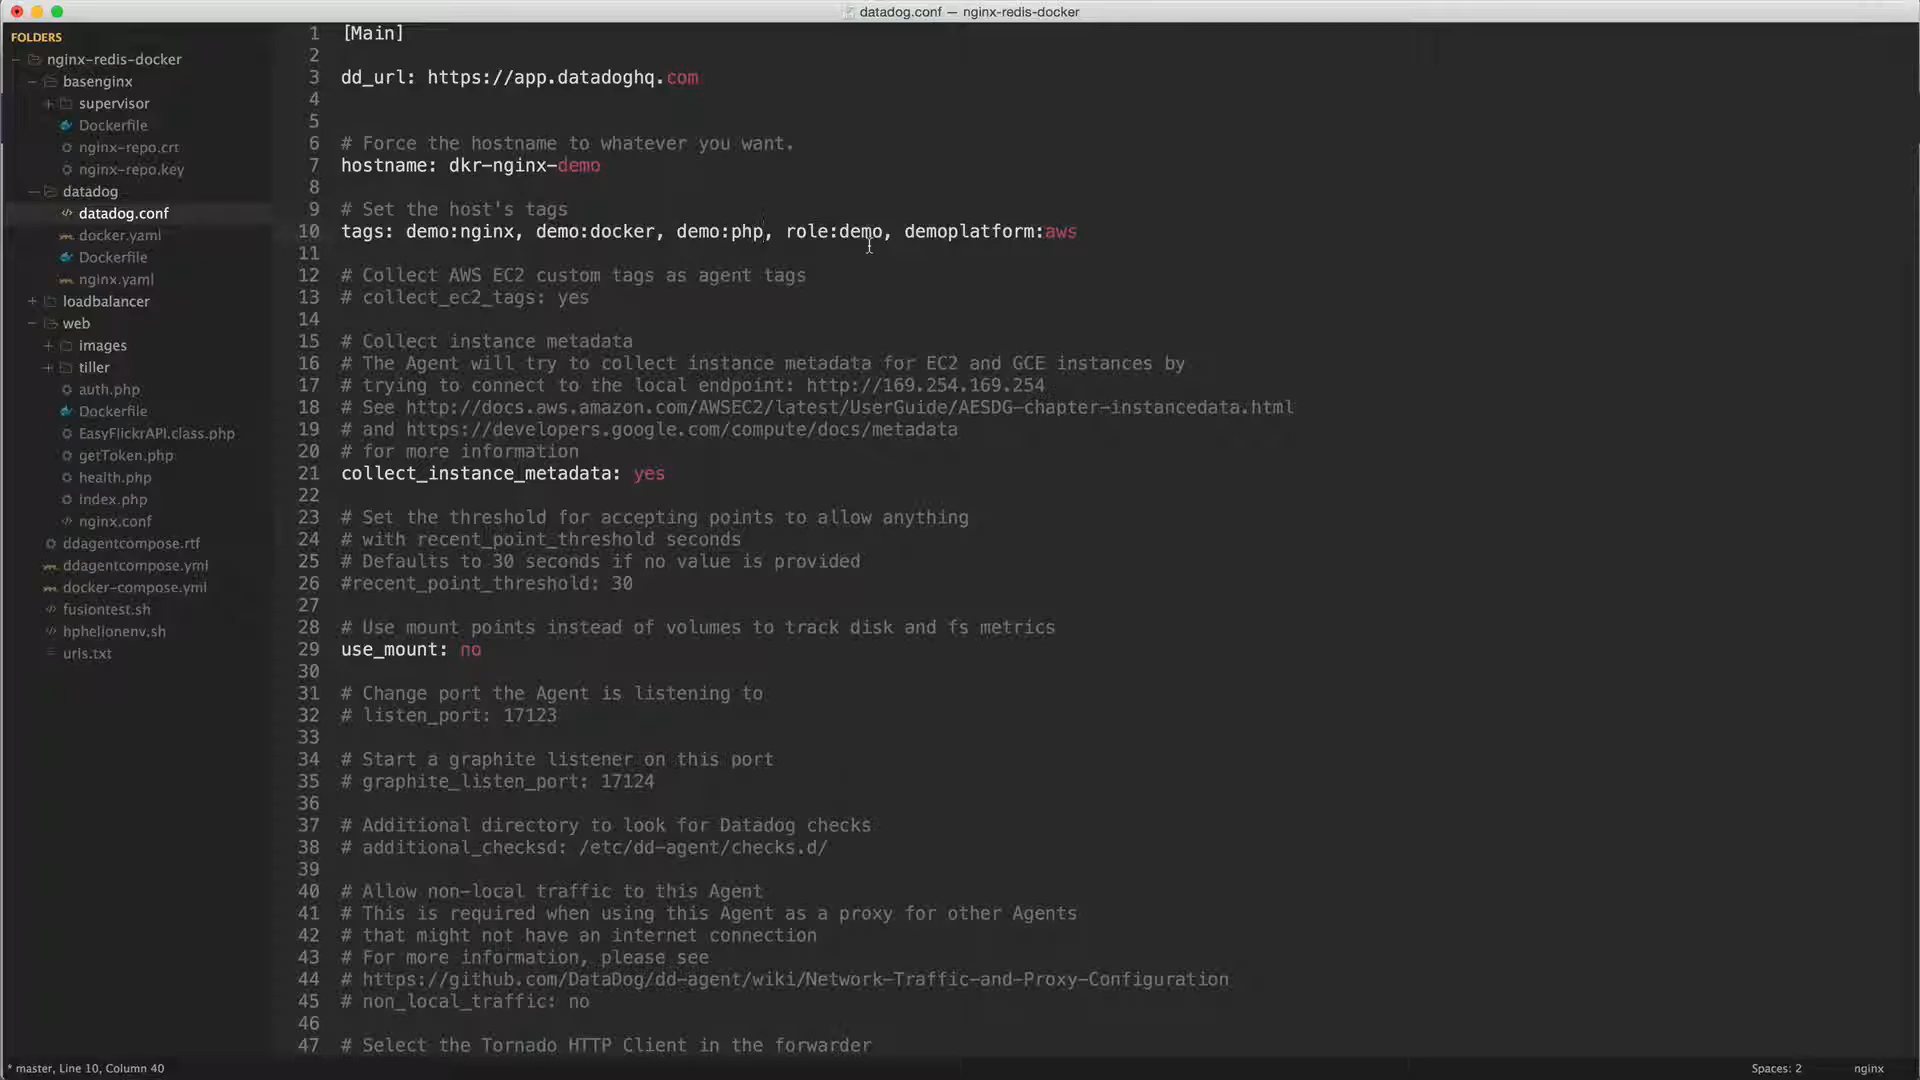 datadog.conf — nginx-redis-docker
FOLDERS
nginx-redis-docker
basenginx
supervisor
Dockerfile
nginx-repo.crt
nginx-repo.key
datadog
datadog.conf
docker.yaml
Dockerfile
nginx.yaml
loadbalancer
web
images
tiller
auth.php
Dockerfile
EasyFlickrAPI.class.php
getToken.php
health.php
index.php
nginx.conf
ddagentcompose.rtf
ddagentcompose.yml
docker-compose.yml
fusiontest.sh
hphelionenv.sh
urls.txt
1 [Main]
2
3 dd_url: https://app.datadoghq.com
4
5
6 # Force the hostname to whatever you want.
7 hostname: dkr-nginx-demo
8
9 # Set the host's tags
10 tags: demo:nginx, demo:docker, demo:php, role:demo, demoplatform:aws
11
12 # Collect AWS EC2 custom tags as agent tags
13 # collect_ec2_tags: yes
14
15 # Collect instance metadata
16 # The Agent will try to collect instance metadata for EC2 and GCE instances by
17 # trying to connect to the local endpoint: http://169.254.169.254
18 # See http://docs.aws.amazon.com/AWSEC2/latest/UserGuide/AESDG-chapter-instancedata.html
19 # and https://developers.google.com/compute/docs/metadata
20 # for more information
21 collect_instance_metadata: yes
22
23 # Set the threshold for accepting points to allow anything
24 # with recent_point_threshold seconds
25 # Defaults to 30 seconds if no value is provided
26 #recent_point_threshold: 30
27
28 # Use mount points instead of volumes to track disk and fs metrics
29 use_mount: no
30
31 # Change port the Agent is listening to
32 # listen_port: 17123
33
34 # Start a graphite listener on this port
35 # graphite_listen_port: 17124
36
37 # Additional directory to look for Datadog checks
38 # additional_checksd: /etc/dd-agent/checks.d/
39
40 # Allow non-local traffic to this Agent
41 # This is required when using this Agent as a proxy for other Agents
42 # that might not have an internet connection
43 # For more information, please see
44 # https://github.com/DataDog/dd-agent/wiki/Network-Traffic-and-Proxy-Configuration
45 # non_local_traffic: no
46
47 # Select the Tornado HTTP Client in the forwarder
* master, Line 10, Column 40
Spaces: 2
nginx